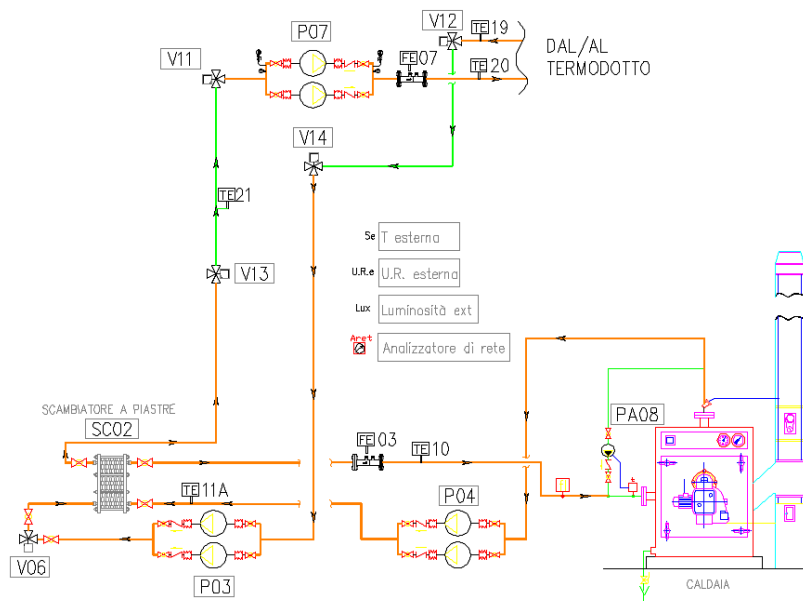 V12
TE 19
P07
FE 07
DAL/AL
TERMODOTTO
V11
TE 20
V14
TE 21
Se T esterna
V13
U.R.e U.R. esterna
Lux Luminosità ext
Aret Analizzatore di rete
SCAMBIATORE A PIASTRE
SC02
PA08
FE 03
TE 10
TE 11A
P04
V06
P03
CALDAIA